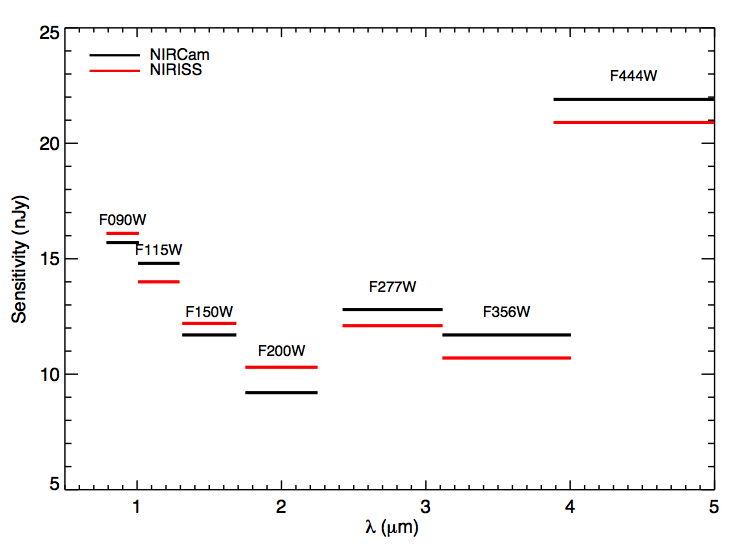 25
NIRCam
NIRISS
F444W
20
F090W
F115W
15
F277W
F150W
F356W
F200W
10
5
1
2
3
4
5
λ (μm)
Sensitivity (nJy)